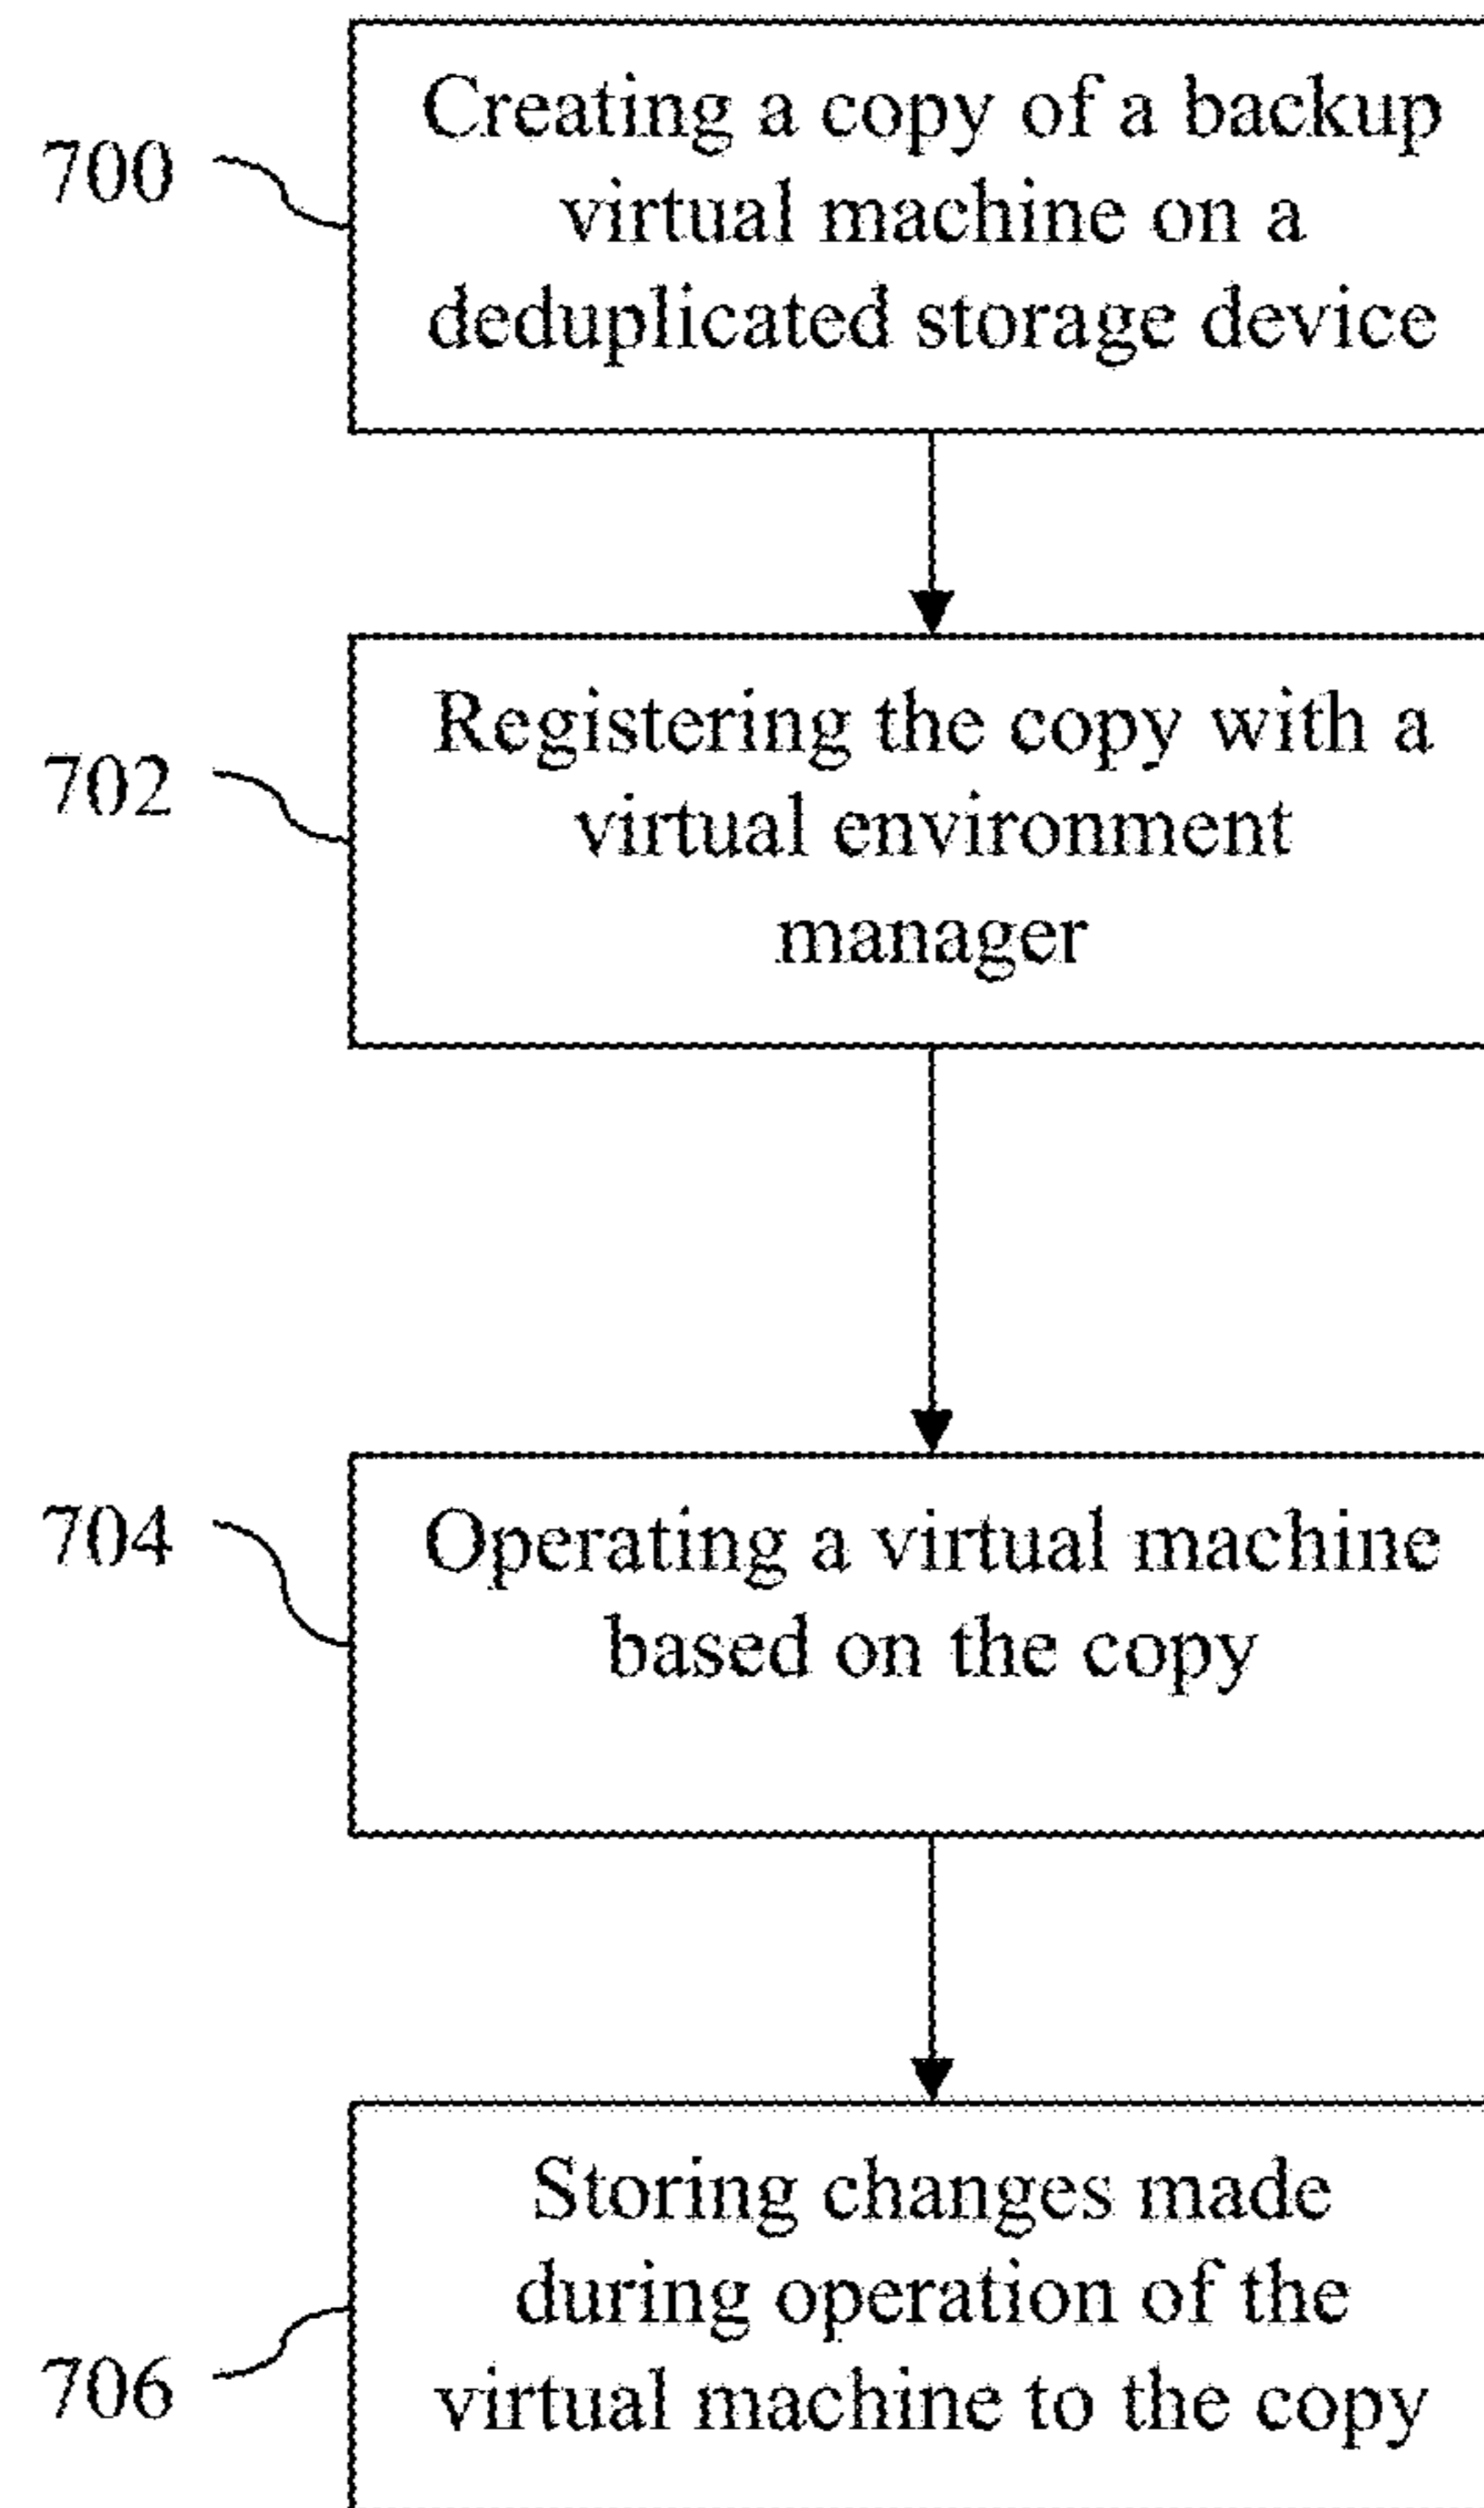 Creating a copy of a backup
virtual machine on a
deduplicated storage device
700
Registering the copy with a
virtual environment
manager
702
Operating a virtual machine
based on the copy
704
Storing changes made
during operation of the
virtual machine to the copy
706